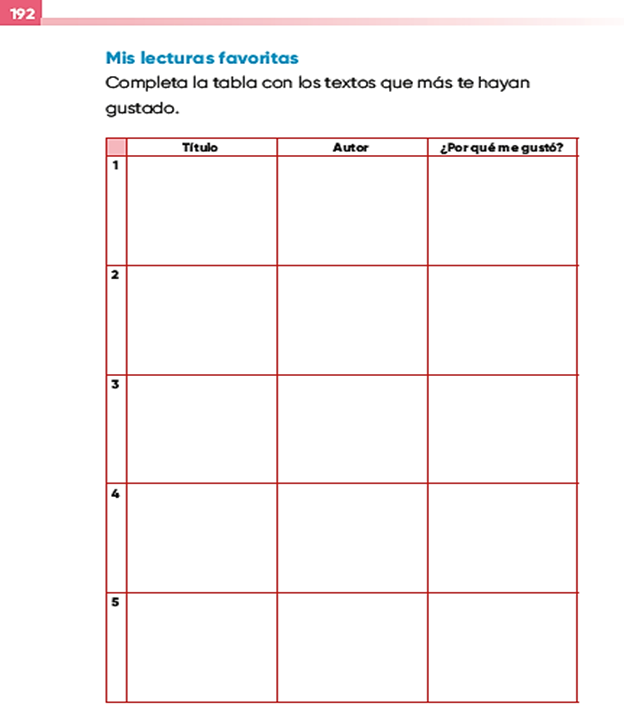 192
Mis lecturas favoritas
Completa la tabla con los textos que más te hayan
gustado.
Título Autor ¿Por qué me gustó?
1
2
3
4
5